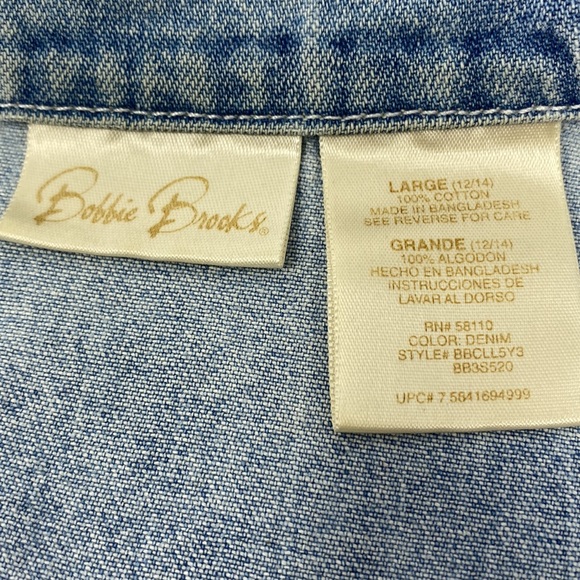 Bobbie Brooks®
LARGE (12/14)
100% COTTON
MADE IN BANGLADESH
SEE REVERSE FOR CARE
GRANDE (12/14)
100% ALGODON
HECHO EN BANGLADESH
INSTRUCCIONES DE
LAVAR AL DORSO
RN# 58110
COLOR: DENIM
STYLE# BBCLL5Y3
BB3S520
UPC# 7 5841694999